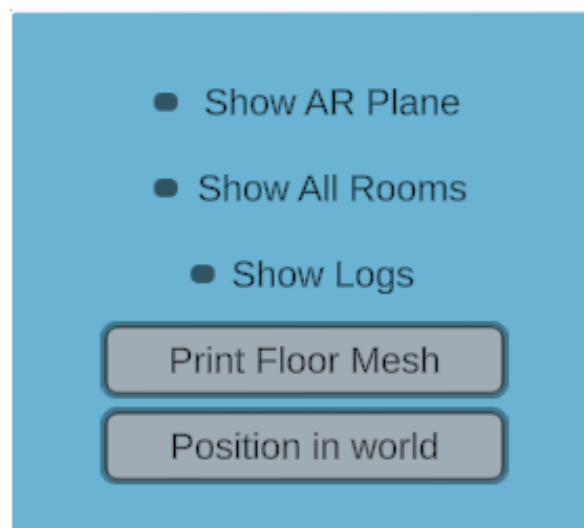 Show AR Plane
Show All Rooms
Show Logs
Print Floor Mesh
Position in world